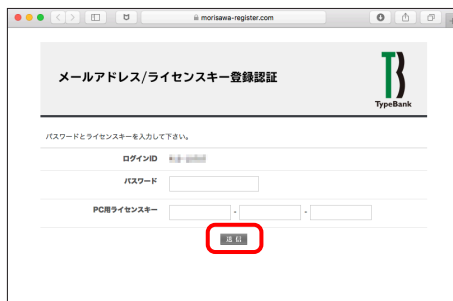 morisawa-register.com
メールアドレス/ライセンスキー登録認証
TypeBank
パスワードとライセンスキーを入力して下さい。
ログインID
パスワード
PC用ライセンスキー
- -
送信